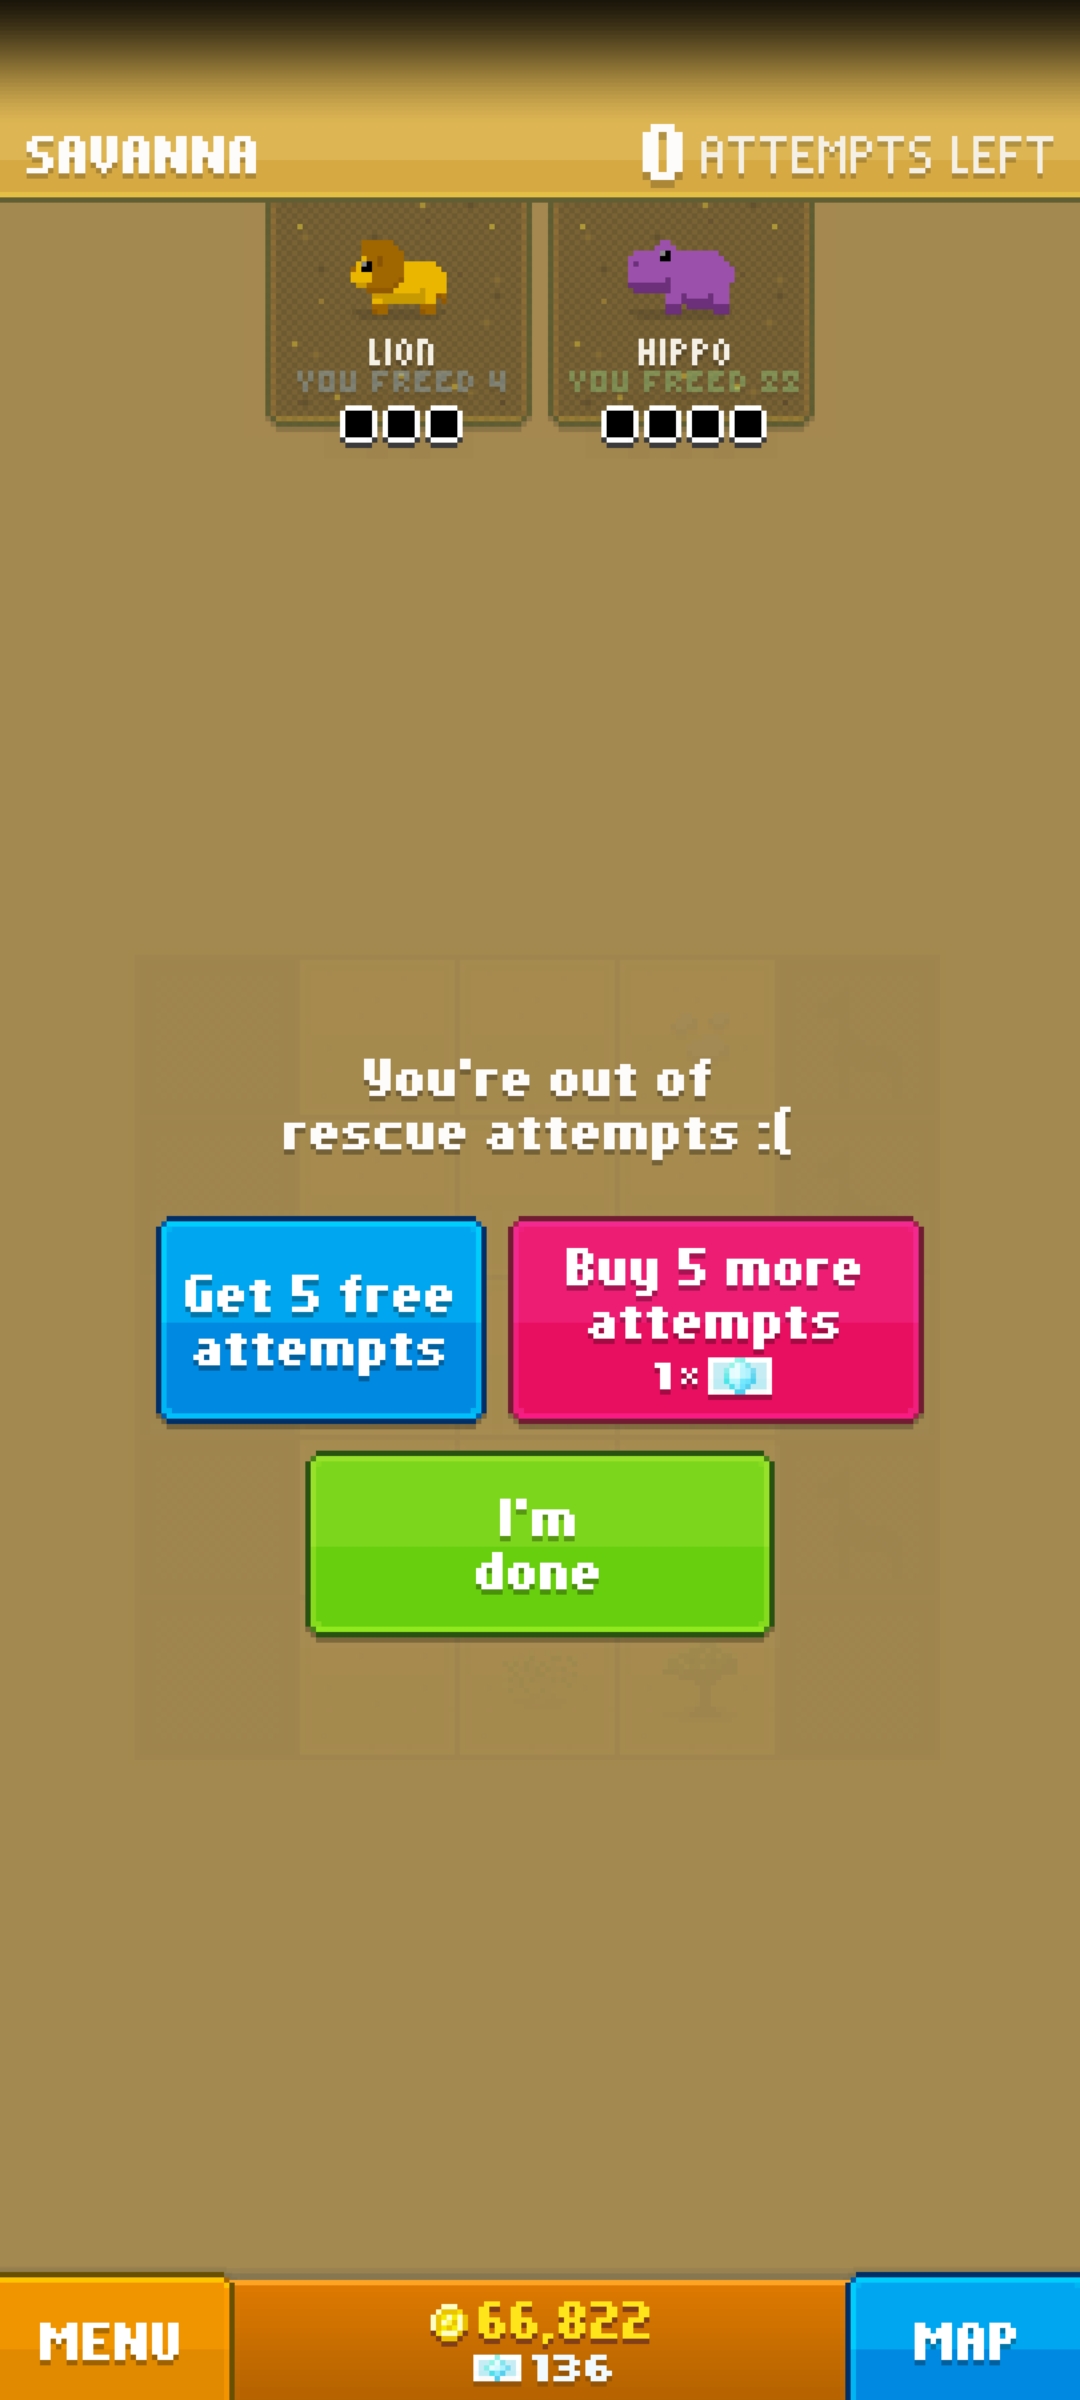 SAVANNA
0 ATTEMPTS LEFT
LION
YOU FREED 4
HIPPO
YOU FREED 22
You're out of
rescue attempts :(
Get 5 free
attempts
Buy 5 more
attempts
1×
I'm
done
MENU
66,822
136
MAP